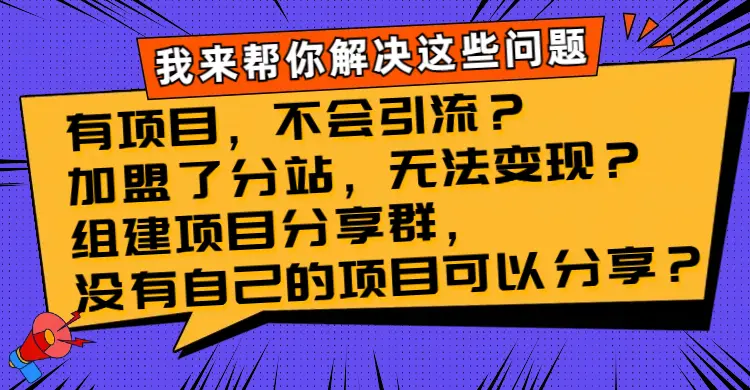 我来帮你解决这些问题
有项目，不会引流？
加盟了分站，无法变现？
组建项目分享群，
没有自己的项目可以分享？